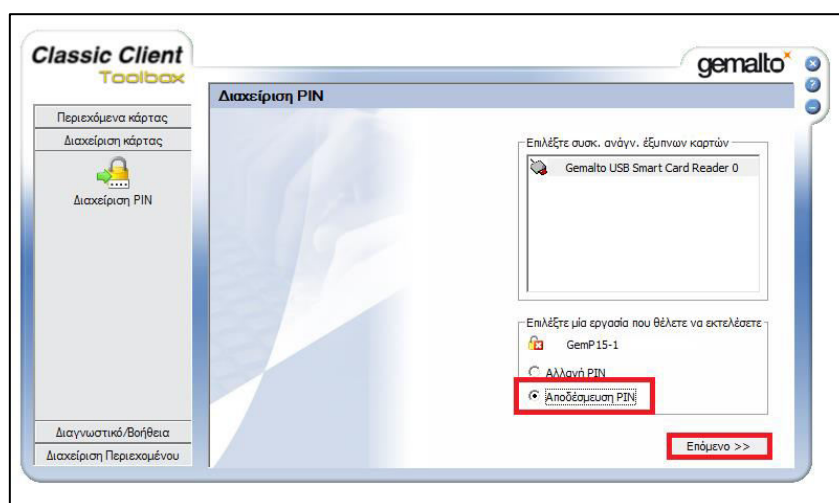 Classic Client
Toolbox
gemalto
Διαχείριση PIN
Περιεχόμενα κάρτας
Διαχείριση κάρτας
Διαχείριση PIN
Επιλέξτε συσκ. ανάγν. έξυπνων καρτών
Gemalto USB Smart Card Reader 0
Επιλέξτε μία εργασία που θέλετε να εκτελέσετε
GemP15-1
Αλλαγή PIN
Αποδέσμευση PIN
Διαγνωστικό/Βοήθεια
Διαχείριση Περιεχομένου
Επόμενο >>